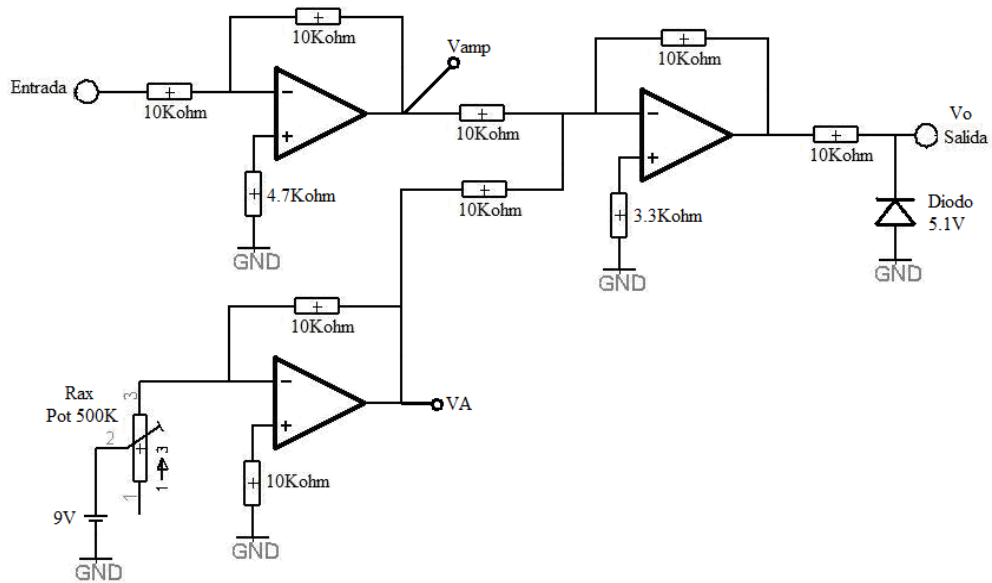 10Kohm
Vamp
10Kohm
Entrada
10Kohm
Vo
Salida
10Kohm
10Kohm
4.7Kohm
10Kohm
3.3Kohm
Diodo
5.1V
GND
GND
GND
10Kohm
Rax
Pot 500K
3
2
1
1 3
VA
10Kohm
9V
GND
GND